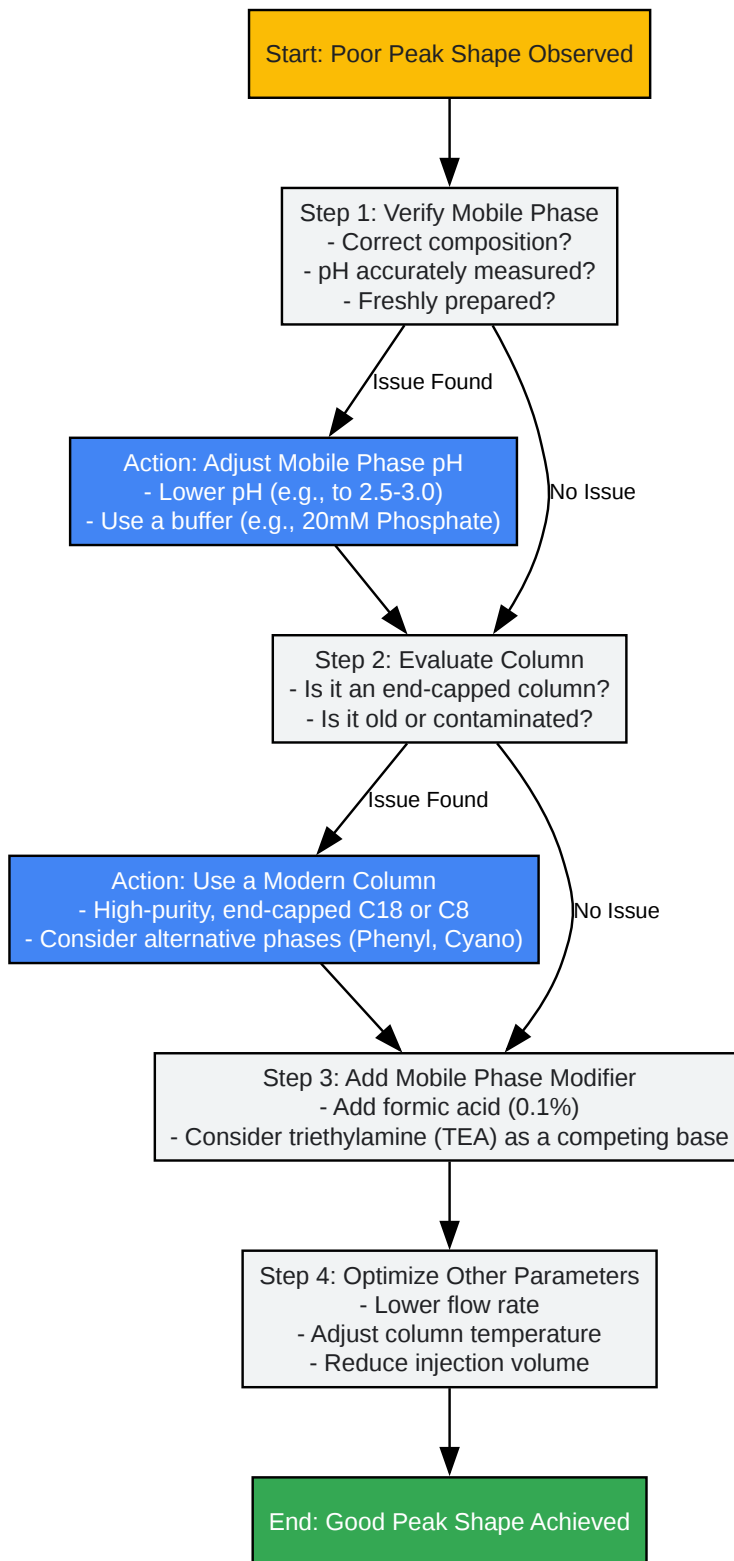 Start: Poor Peak Shape Observed
Step 1: Verify Mobile Phase
- Correct composition?
- pH accurately measured?
- Freshly prepared?
Issue Found
Action: Adjust Mobile Phase pH
- Lower pH (e.g., to 2.5-3.0)
- Use a buffer (e.g., 20mM Phosphate)
No Issue
Step 2: Evaluate Column
- Is it an end-capped column?
- Is it old or contaminated?
Issue Found
Action: Use a Modern Column
- High-purity, end-capped C18 or C8
- Consider alternative phases (Phenyl, Cyano)
No Issue
Step 3: Add Mobile Phase Modifier
- Add formic acid (0.1%)
- Consider triethylamine (TEA) as a competing base
Step 4: Optimize Other Parameters
- Lower flow rate
- Adjust column temperature
- Reduce injection volume
End: Good Peak Shape Achieved